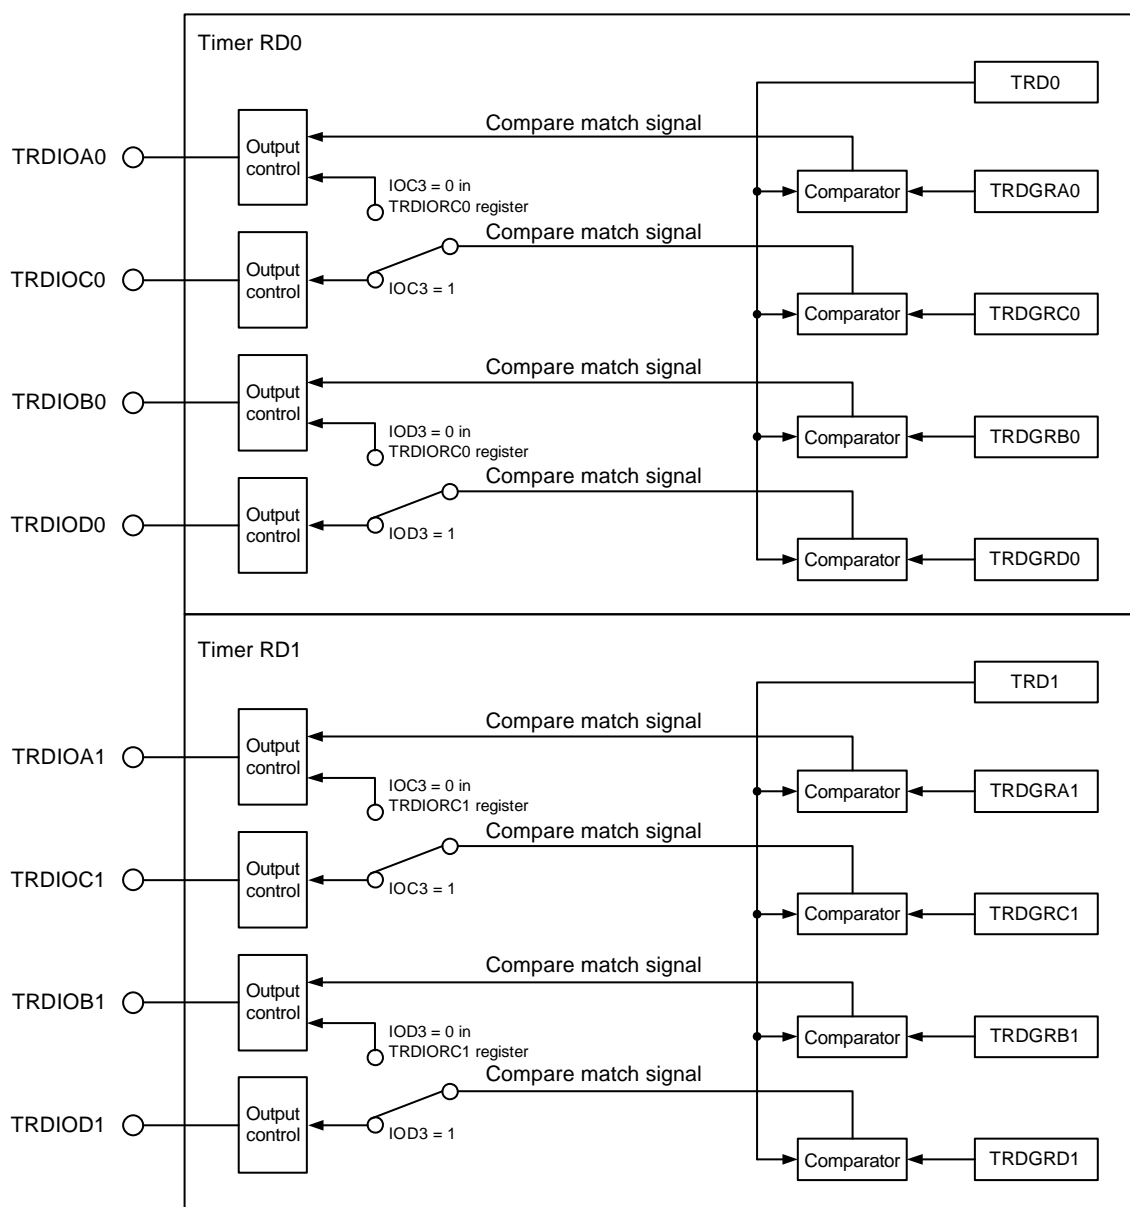 Timer RD0
TRD0
Compare match signal
TRDIOA0
Output
control
IOC3 = 0 in
TRDIORC0 register
Comparator
TRDGRA0
Compare match signal
TRDIOC0
Output
control
IOC3 = 1
Comparator
TRDGRC0
Compare match signal
TRDIOB0
Output
control
IOD3 = 0 in
TRDIORC0 register
Comparator
TRDGRB0
Compare match signal
TRDIOD0
Output
control
IOD3 = 1
Comparator
TRDGRD0
Timer RD1
TRD1
Compare match signal
TRDIOA1
Output
control
IOC3 = 0 in
TRDIORC1 register
Comparator
TRDGRA1
Compare match signal
TRDIOC1
Output
control
IOC3 = 1
Comparator
TRDGRC1
Compare match signal
TRDIOB1
Output
control
IOD3 = 0 in
TRDIORC1 register
Comparator
TRDGRB1
Compare match signal
TRDIOD1
Output
control
IOD3 = 1
Comparator
TRDGRD1